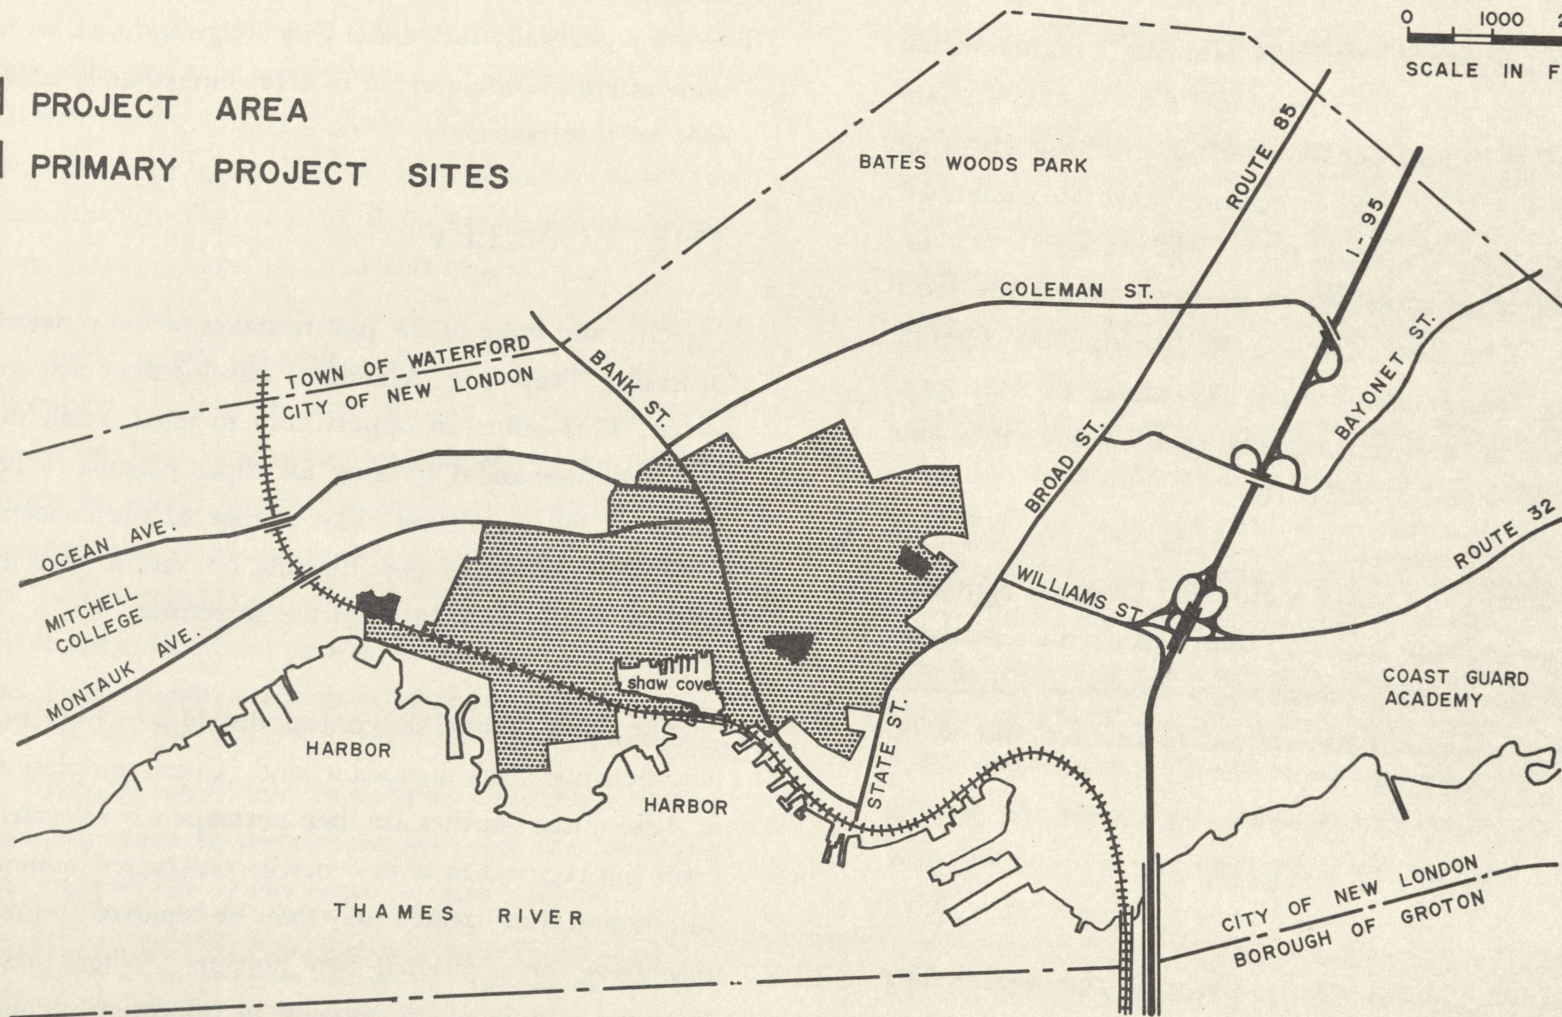 0 1000
SCALE IN F
PROJECT AREA
PRIMARY PROJECT SITES
BATES WOODS PARK
ROUTE 85
I-95
COLEMAN ST.
BAYONET ST.
TOWN OF WATERFORD
CITY OF NEW LONDON
BANK ST.
BROAD ST.
ROUTE 32
OCEAN AVE.
WILLIAMS ST
MITCHELL
COLLEGE
MONTAUK AVE.
shaw cove
COAST GUARD
ACADEMY
STATE ST.
HARBOR
HARBOR
THAMES RIVER
CITY OF NEW LONDON
BOROUGH OF GROTON